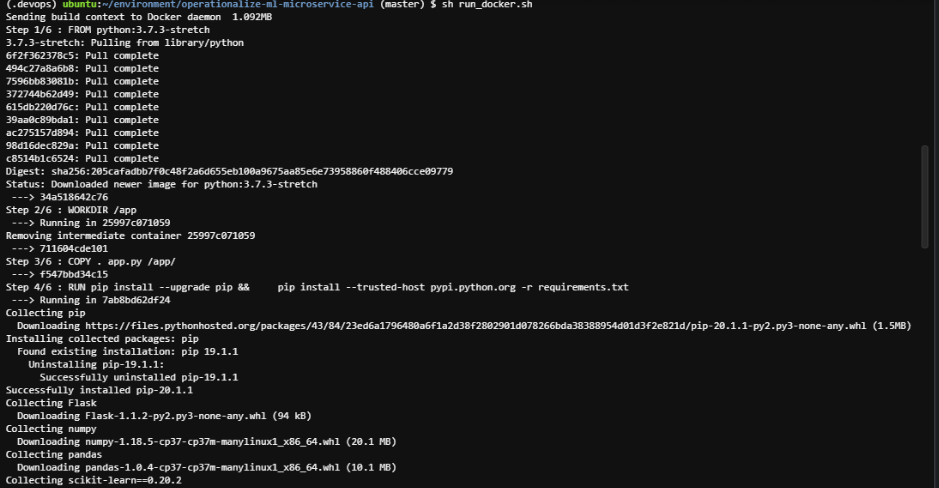 (.devops) ubuntu:~/environment/operationalize-ml-microservice-api (master) $ sh run_docker.sh
Sending build context to Docker daemon  1.092MB
Step 1/6 : FROM python:3.7.3-stretch
3.7.3-stretch: Pulling from library/python
6f2f362378c5: Pull complete
494c27a8a6b8: Pull complete
7596bb83081b: Pull complete
372744b62d49: Pull complete
615db220d76c: Pull complete
39aa0c89bda1: Pull complete
ac275157d894: Pull complete
98d16dec829a: Pull complete
c8514b1c6524: Pull complete
Digest: sha256:205cafadbb7f0c48f2a6d655eb100a9675aa85e6e73958860f488406cce09779
Status: Downloaded newer image for python:3.7.3-stretch
 ---> 34a518642c76
Step 2/6 : WORKDIR /app
 ---> Running in 25997c071059
Removing intermediate container 25997c071059
 ---> 711604cde101
Step 3/6 : COPY . app.py /app/
 ---> f547bbd34c15
Step 4/6 : RUN pip install --upgrade pip &&     pip install --trusted-host pypi.python.org -r requirements.txt
 ---> Running in 7ab8bd62df24
Collecting pip
  Downloading https://files.pythonhosted.org/packages/43/84/23ed6a1796480a6f1a2d38f2802901d078266bda38388954d01d3f2e821d/pip-20.1.1-py2.py3-none-any.whl (1.5MB)
Installing collected packages: pip
  Found existing installation: pip 19.1.1
    Uninstalling pip-19.1.1:
      Successfully uninstalled pip-19.1.1
Successfully installed pip-20.1.1
Collecting Flask
  Downloading Flask-1.1.2-py2.py3-none-any.whl (94 kB)
Collecting numpy
  Downloading numpy-1.18.5-cp37-cp37m-manylinux1_x86_64.whl (20.1 MB)
Collecting pandas
  Downloading pandas-1.0.4-cp37-cp37m-manylinux1_x86_64.whl (10.1 MB)
Collecting scikit-learn==0.20.2